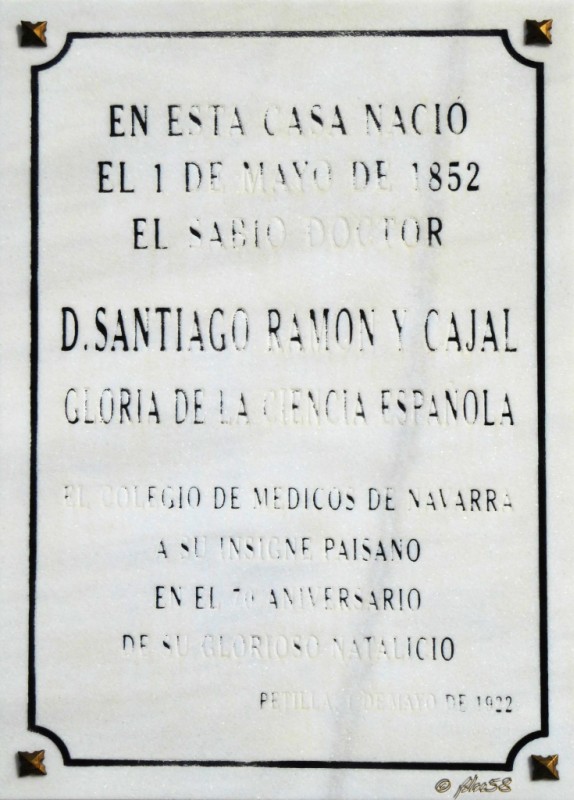 EN ESTA CASA NACIÓ
EL 1 DE MAYO DE 1852
EL SABIO DOCTOR
D. SANTIAGO RAMON Y CAJAL
GLORIA DE LA CIENCIA ESPAÑOLA
EL COLEGIO DE MEDICOS DE NAVARRA
A SU INSIGNE PAISANO
EN EL 70 ANIVERSARIO
DE SU GLORIOSO NATALICIO
PETILLA, 1 DE MAYO DE 1922